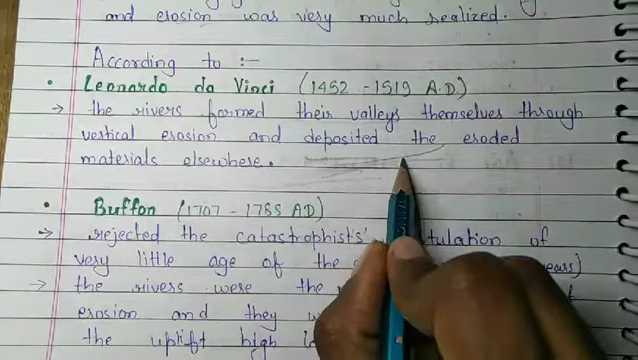 and erosion was very much realized.
According to :-
• Leonardo da Vinci (1452 - 1519 A.D)
→ the rivers formed their valleys themselves through
vertical erosion and deposited the eroded
materials elsewhere.
• Buffon (1707 - 1788 AD)
→ rejected the catastrophists' of
very little age of the years)
→ the rivers were the
erosion and they
the uplift high